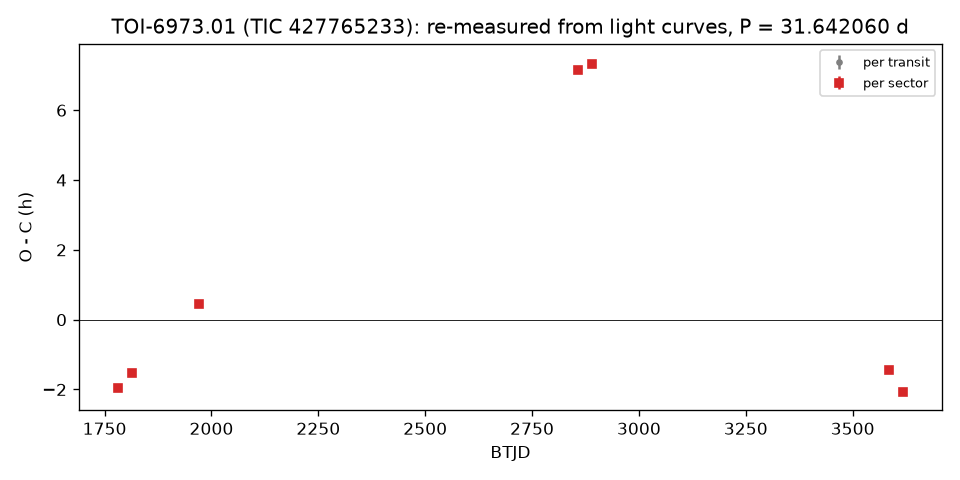 TOI-6973.01 (TIC 427765233): re-measured from light curves, P = 31.642060 d
per transit
per sector
O - C (h)
6
4
2
0
−2
1750 2000 2250 2500 2750 3000 3250 3500
BTJD